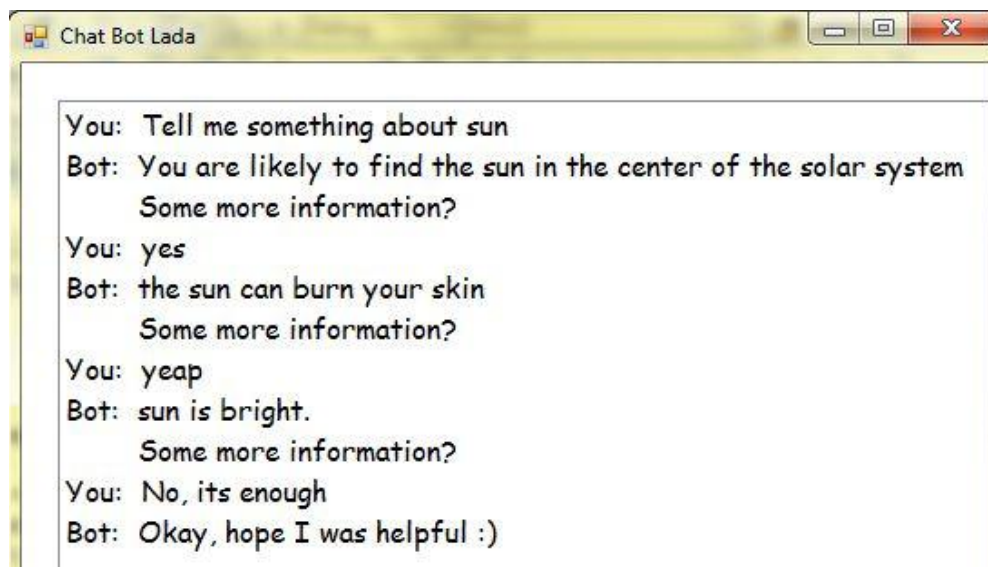 Chat Bot Lada
You: Tell me something about sun
Bot: You are likely to find the sun in the center of the solar system
Some more information?
You: yes
Bot: the sun can burn your skin
Some more information?
You: yeap
Bot: sun is bright.
Some more information?
You: No, its enough
Bot: Okay, hope I was helpful :)